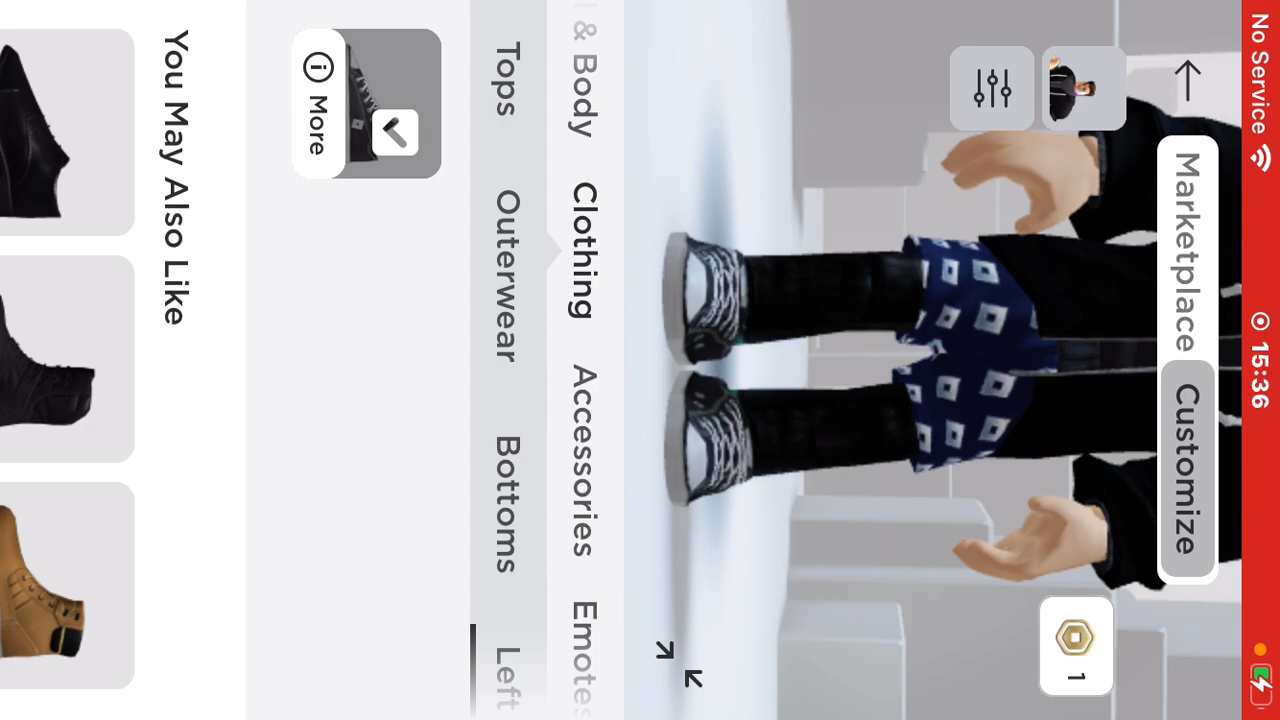 No Service 15:36
Marketplace Customize
1
& Body Clothing Accessories Emotes
Tops Outerwear Bottoms Left
More
You May Also Like